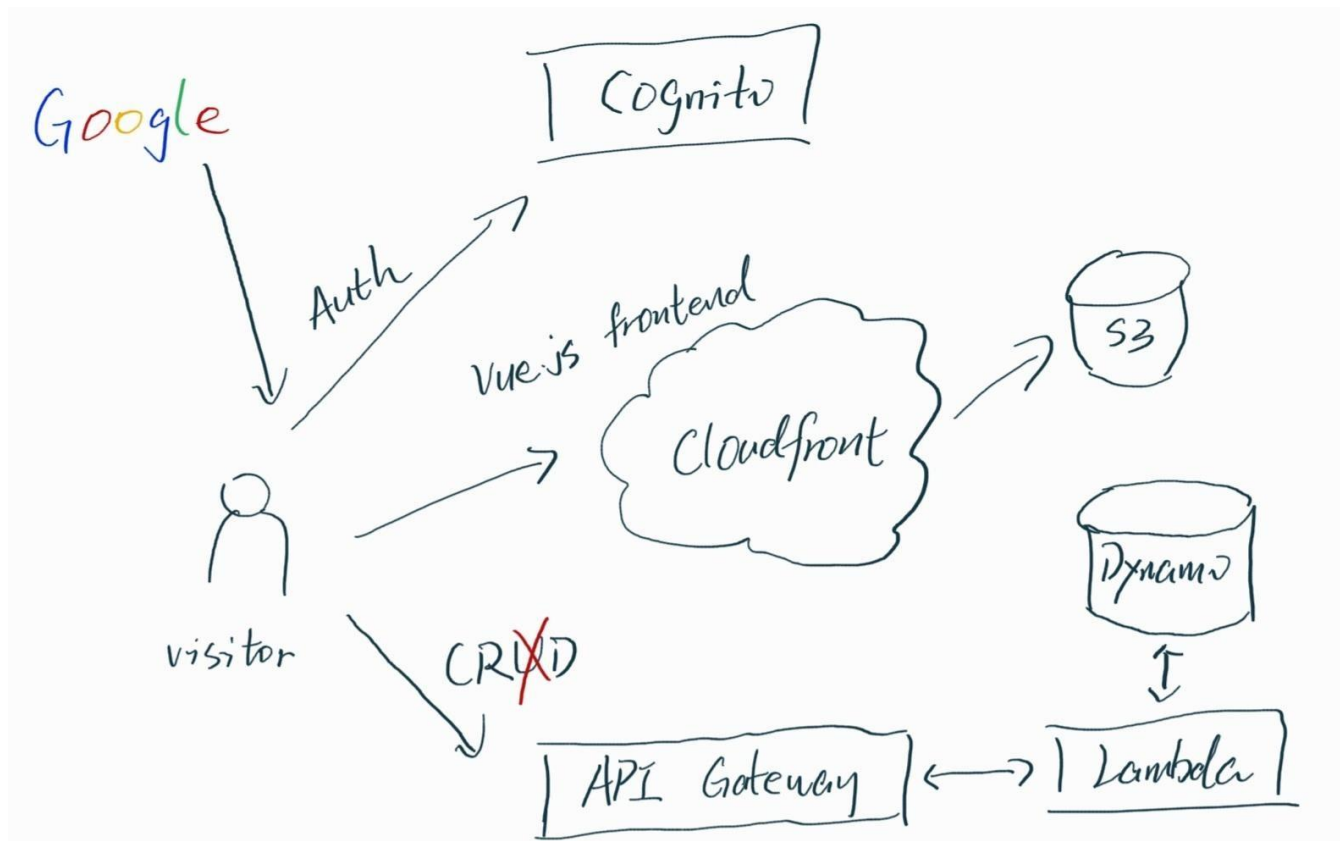 Google
Cognito
Auth
Vue.js frontend
S3
Cloudfront
Dynamo
visitor
CRUD
API Gateway
Lambda